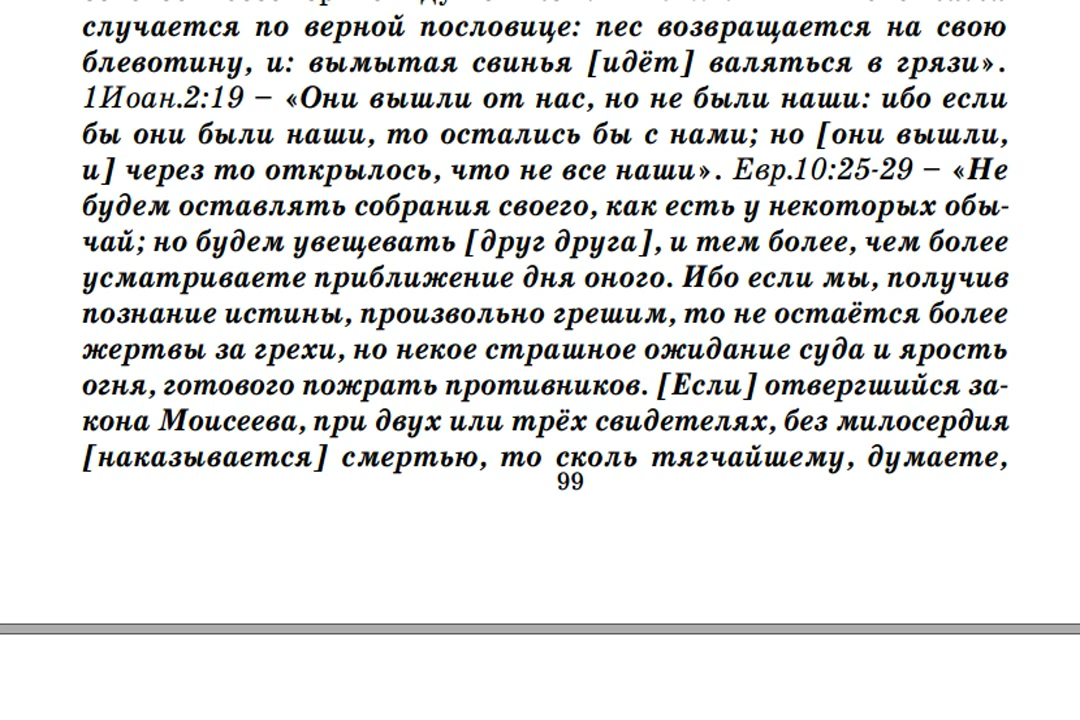 случается по верной пословице: пес возвращается на свою
блевотину, и: вымытая свинья [идёт] валяться в грязи».
1Иоан.2:19 – «Они вышли от нас, но не были наши: ибо если
бы они были наши, то остались бы с нами; но [они вышли,
и] через то открылось, что не все наши». Евр.10:25-29 – «Не
будем оставлять собрания своего, как есть у некоторых обы-
чай; но будем увещевать [друг друга], и тем более, чем более
усматриваете приближение дня оного. Ибо если мы, получив
познание истины, произвольно грешим, то не остаётся более
жертвы за грехи, но некое страшное ожидание суда и ярость
огня, готового пожрать противников. [Если] отвергшийся за-
кона Моисеева, при двух или трёх свидетелях, без милосердия
[наказывается] смертью, то сколь тягчайшему, думаете,
99